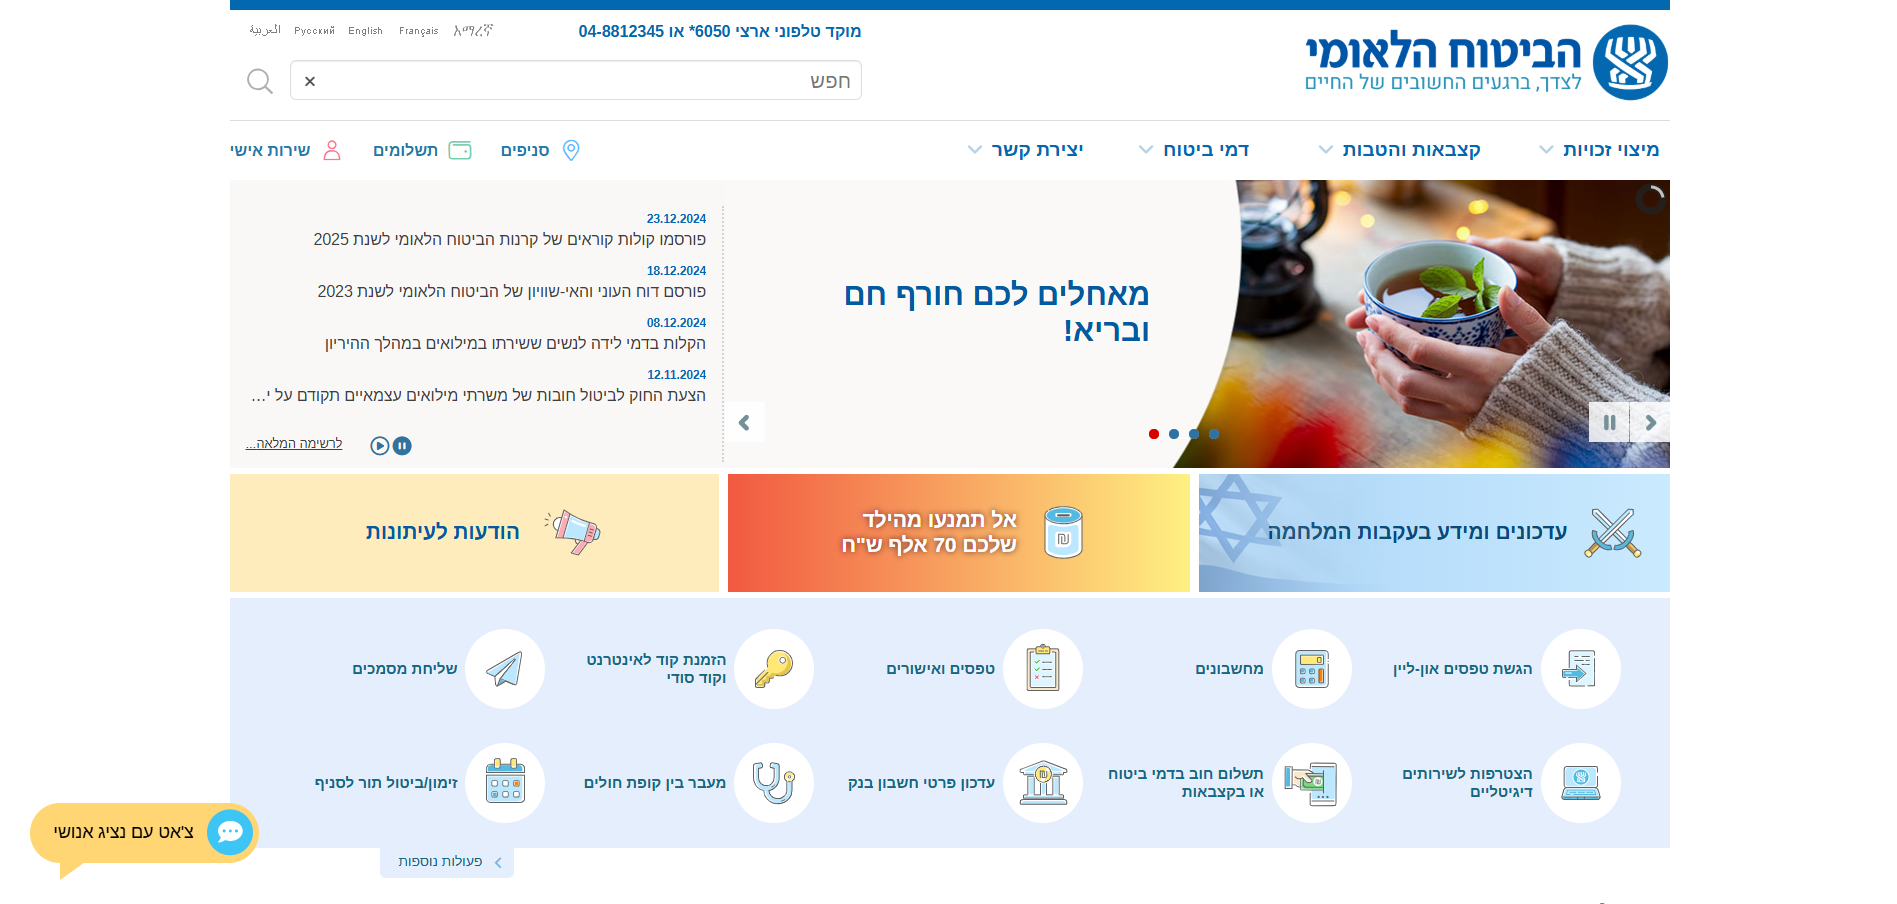 הביטוח הלאומי
לצדך, ברגעים החשובים של החיים
מוקד טלפוני ארצי 6050* או 04-8812345
አማረኛ
Français
English
Русский
العربية
חפש
מיצוי זכויות
קצבאות והטבות
דמי ביטוח
יצירת קשר
סניפים
תשלומים
שירות אישי
מאחלים לכם חורף חם
ובריא!
23.12.2024
פורסמו קולות קוראים של קרנות הביטוח הלאומי לשנת 2025
18.12.2024
פורסם דוח העוני והאי-שוויון של הביטוח הלאומי לשנת 2023
08.12.2024
הקלות בדמי לידה לנשים ששירתו במילואים במהלך ההיריון
12.11.2024
הצעת החוק לביטול חובות של משרתי מילואים עצמאיים תקודם על י...
לרשימה המלאה...
עדכונים ומידע בעקבות המלחמה
אל תמנעו מהילד
שלכם 70 אלף ש"ח
הודעות לעיתונות
הגשת טפסים און-ליין
מחשבונים
טפסים ואישורים
הזמנת קוד לאינטרנט
וקוד סודי
שליחת מסמכים
הצטרפות לשירותים
דיגיטליים
תשלום חוב בדמי ביטוח
או בקצבאות
עדכון פרטי חשבון בנק
מעבר בין קופת חולים
זימון/ביטול תור לסניף
פעולות נוספות
צ'אט עם נציג אנושי